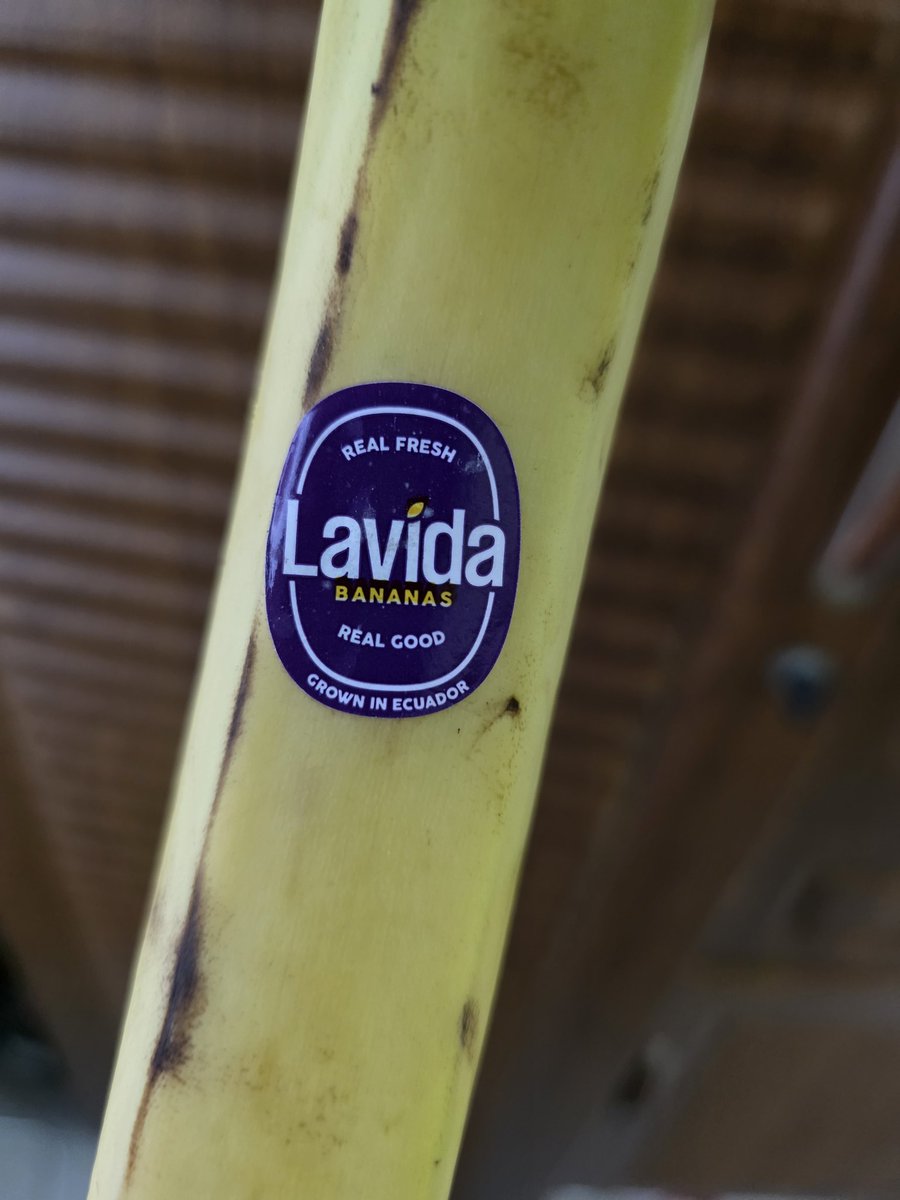 REAL FRESH
Lavida
BANANAS
REAL GOOD
GROWN IN ECUADOR